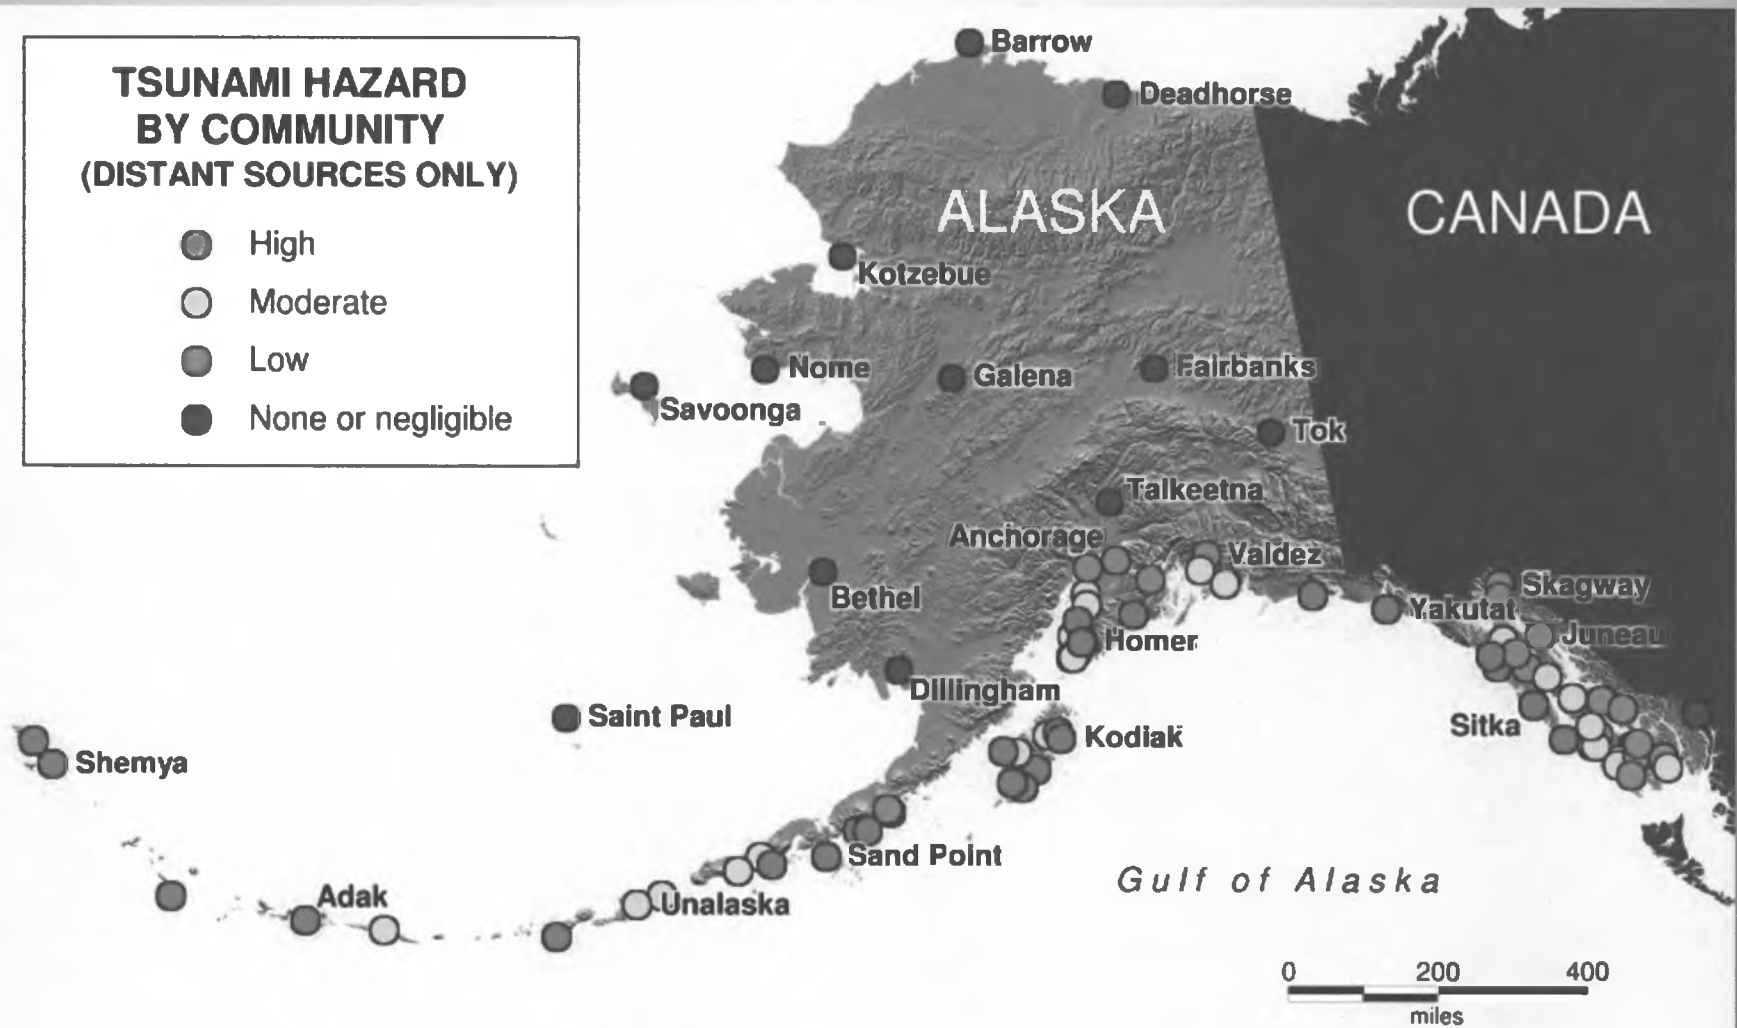 TSUNAMI HAZARD
BY COMMUNITY
(DISTANT SOURCES ONLY)
High
Moderate
Low
None or negligible
Barrow
Deadhorse
ALASKA
CANADA
Kotzebue
Nome
Galena
Fairbanks
Savoonga
Tok
Talkeetna
Anchorage
Valdez
Bethel
Skagway
Yakutat
Juneau
Homer
Dillingham
Saint Paul
Sitka
Kodiak
Shemya
Sand Point
Gulf of Alaska
Adak
Unalaska
0 200 400
miles